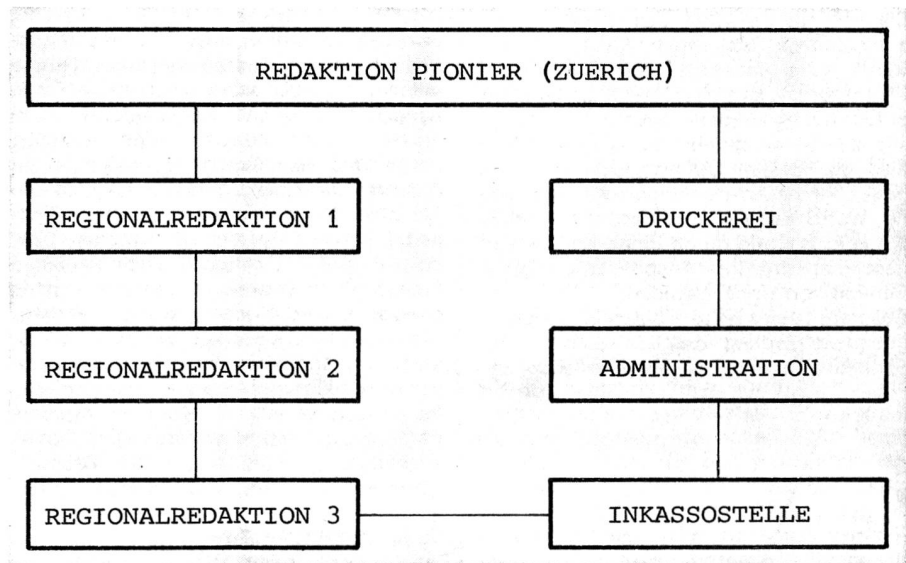 REDAKTION PIONIER (ZUERICH)
REGIONALREDAKTION 1
DRUCKEREI
REGIONALREDAKTION 2
ADMINISTRATION
REGIONALREDAKTION 3
INKASSOSTELLE